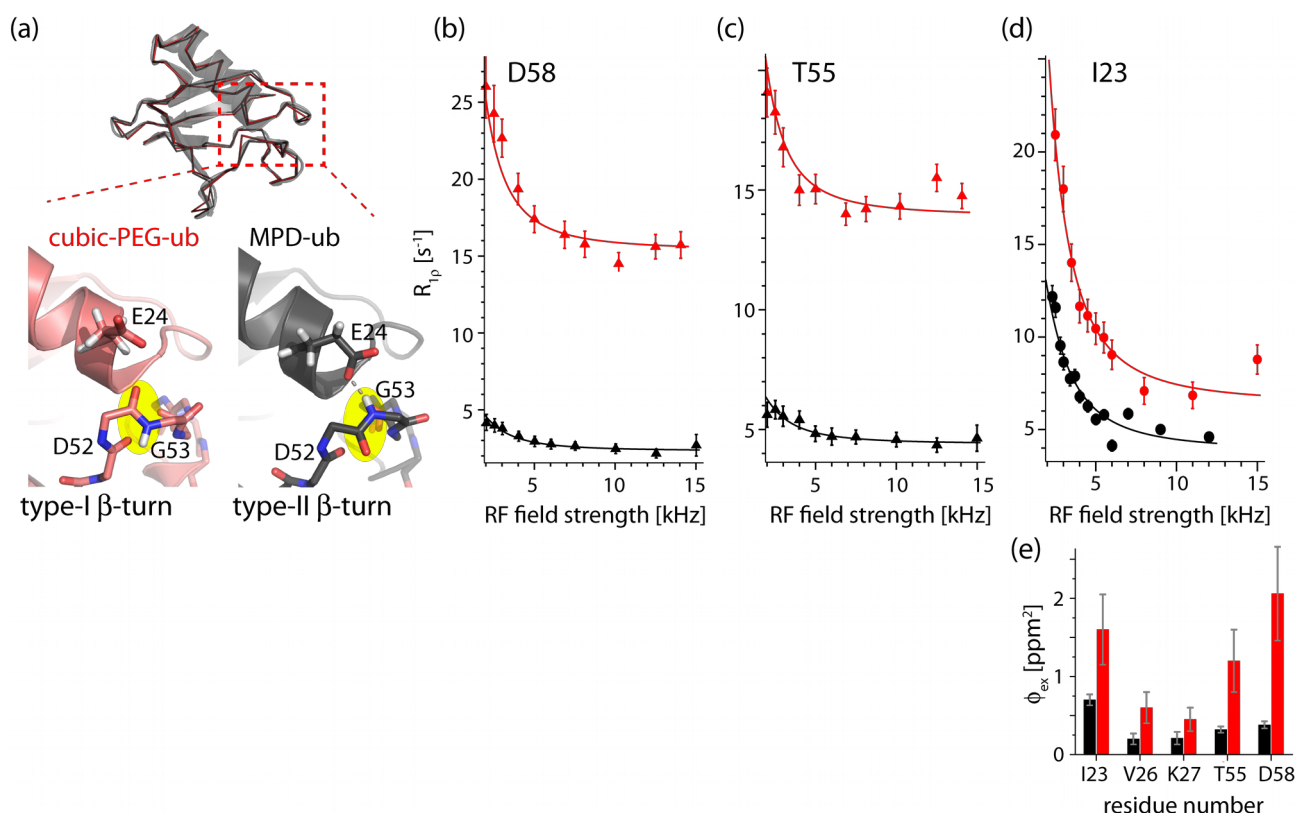 (a)
cubic-PEG-ub
MPD-ub
E24
D52
G53
type-I β-turn
E24
G53
D52
type-II β-turn
(b)
D58
R1ρ [s-1]
25
20
15
10
5
5
10
15
RF field strength [kHz]
(c)
T55
15
10
5
5
10
15
RF field strength [kHz]
(d)
I23
20
15
10
5
5
10
15
RF field strength [kHz]
(e)
ϕex [ppm2]
2
1
0
I23 V26 K27 T55 D58
residue number